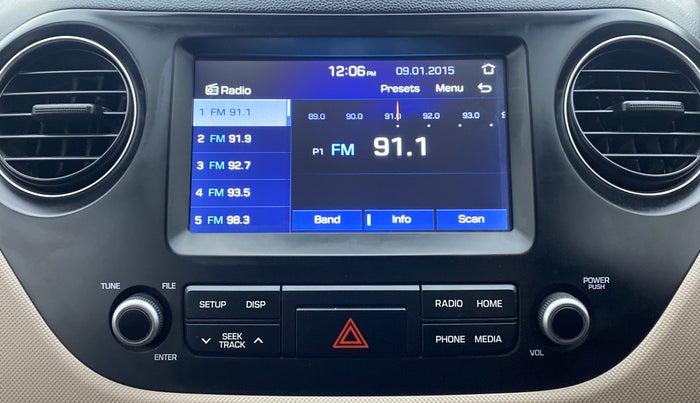 12:06 PM 09.01.2015
Radio Presets Menu
1 FM 91.1
2 FM 91.9
3 FM 92.7
4 FM 93.5
5 FM 98.3
89.0 90.0 91.0 92.0 93.0
P1 FM 91.1
Band Info Scan
TUNE FILE
ENTER
SETUP DISP
SEEK
TRACK
RADIO HOME
PHONE MEDIA
POWER
PUSH
VOL